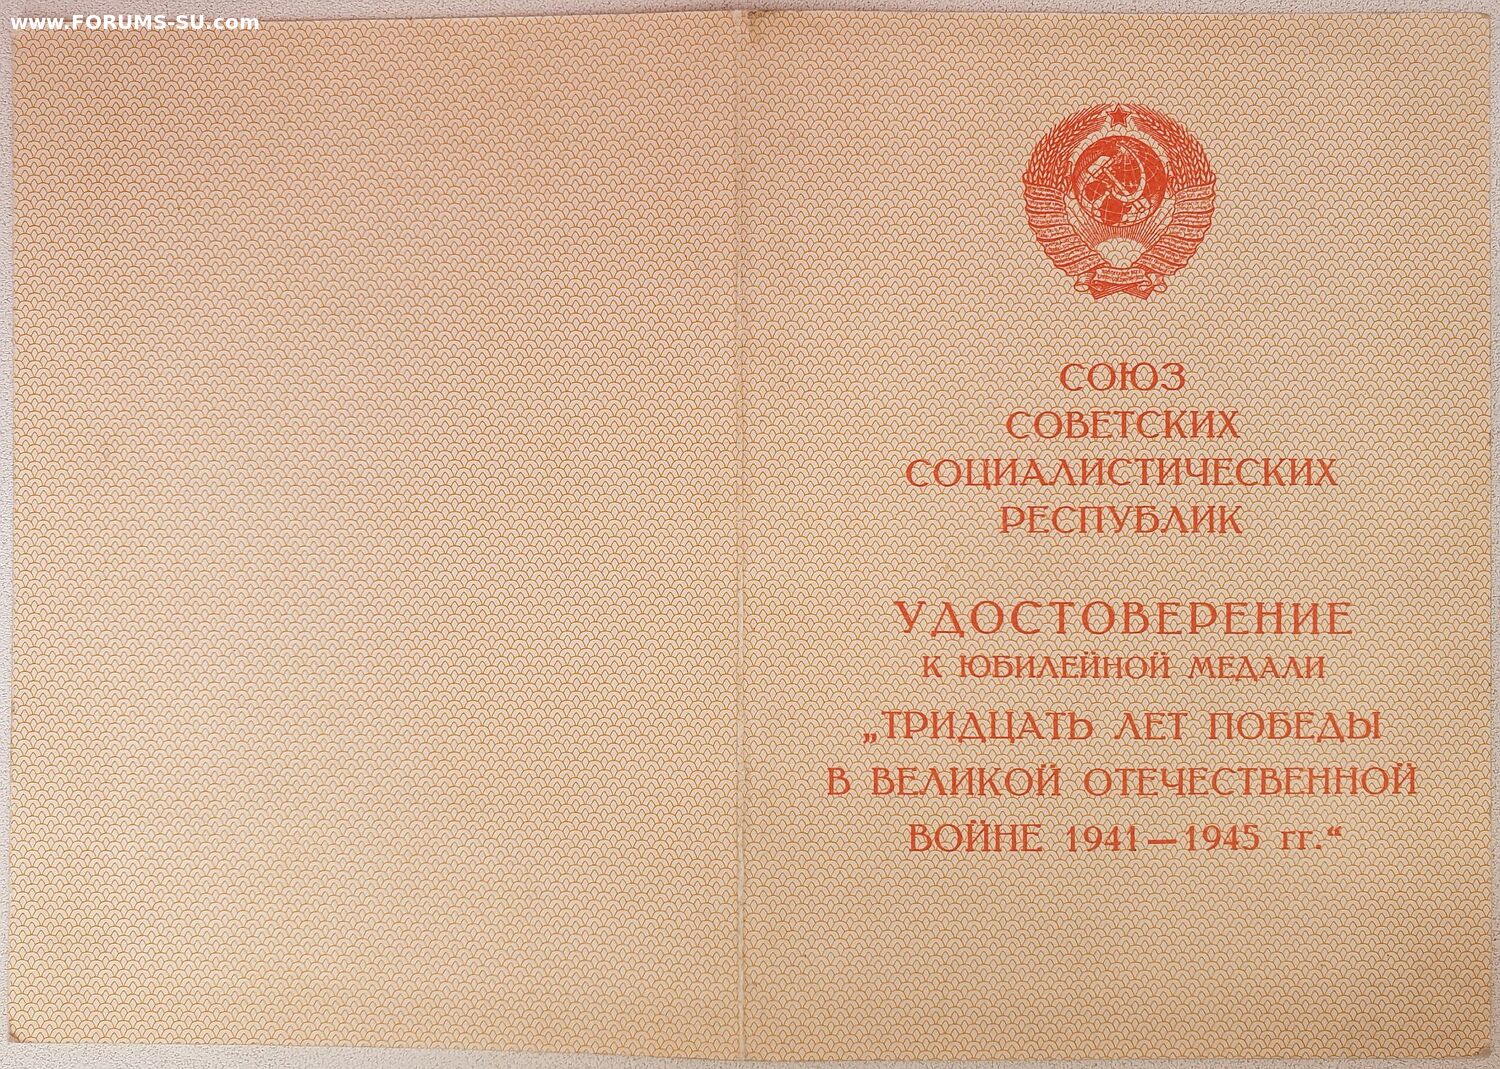 www.FORUMS-SU.com
СОЮЗ
СОВЕТСКИХ
СОЦИАЛИСТИЧЕСКИХ
РЕСПУБЛИК
УДОСТОВЕРЕНИЕ
К ЮБИЛЕЙНОЙ МЕДАЛИ
„ТРИДЦАТЬ ЛЕТ ПОБЕДЫ
В ВЕЛИКОЙ ОТЕЧЕСТВЕННОЙ
ВОЙНЕ 1941—1945 гг.“